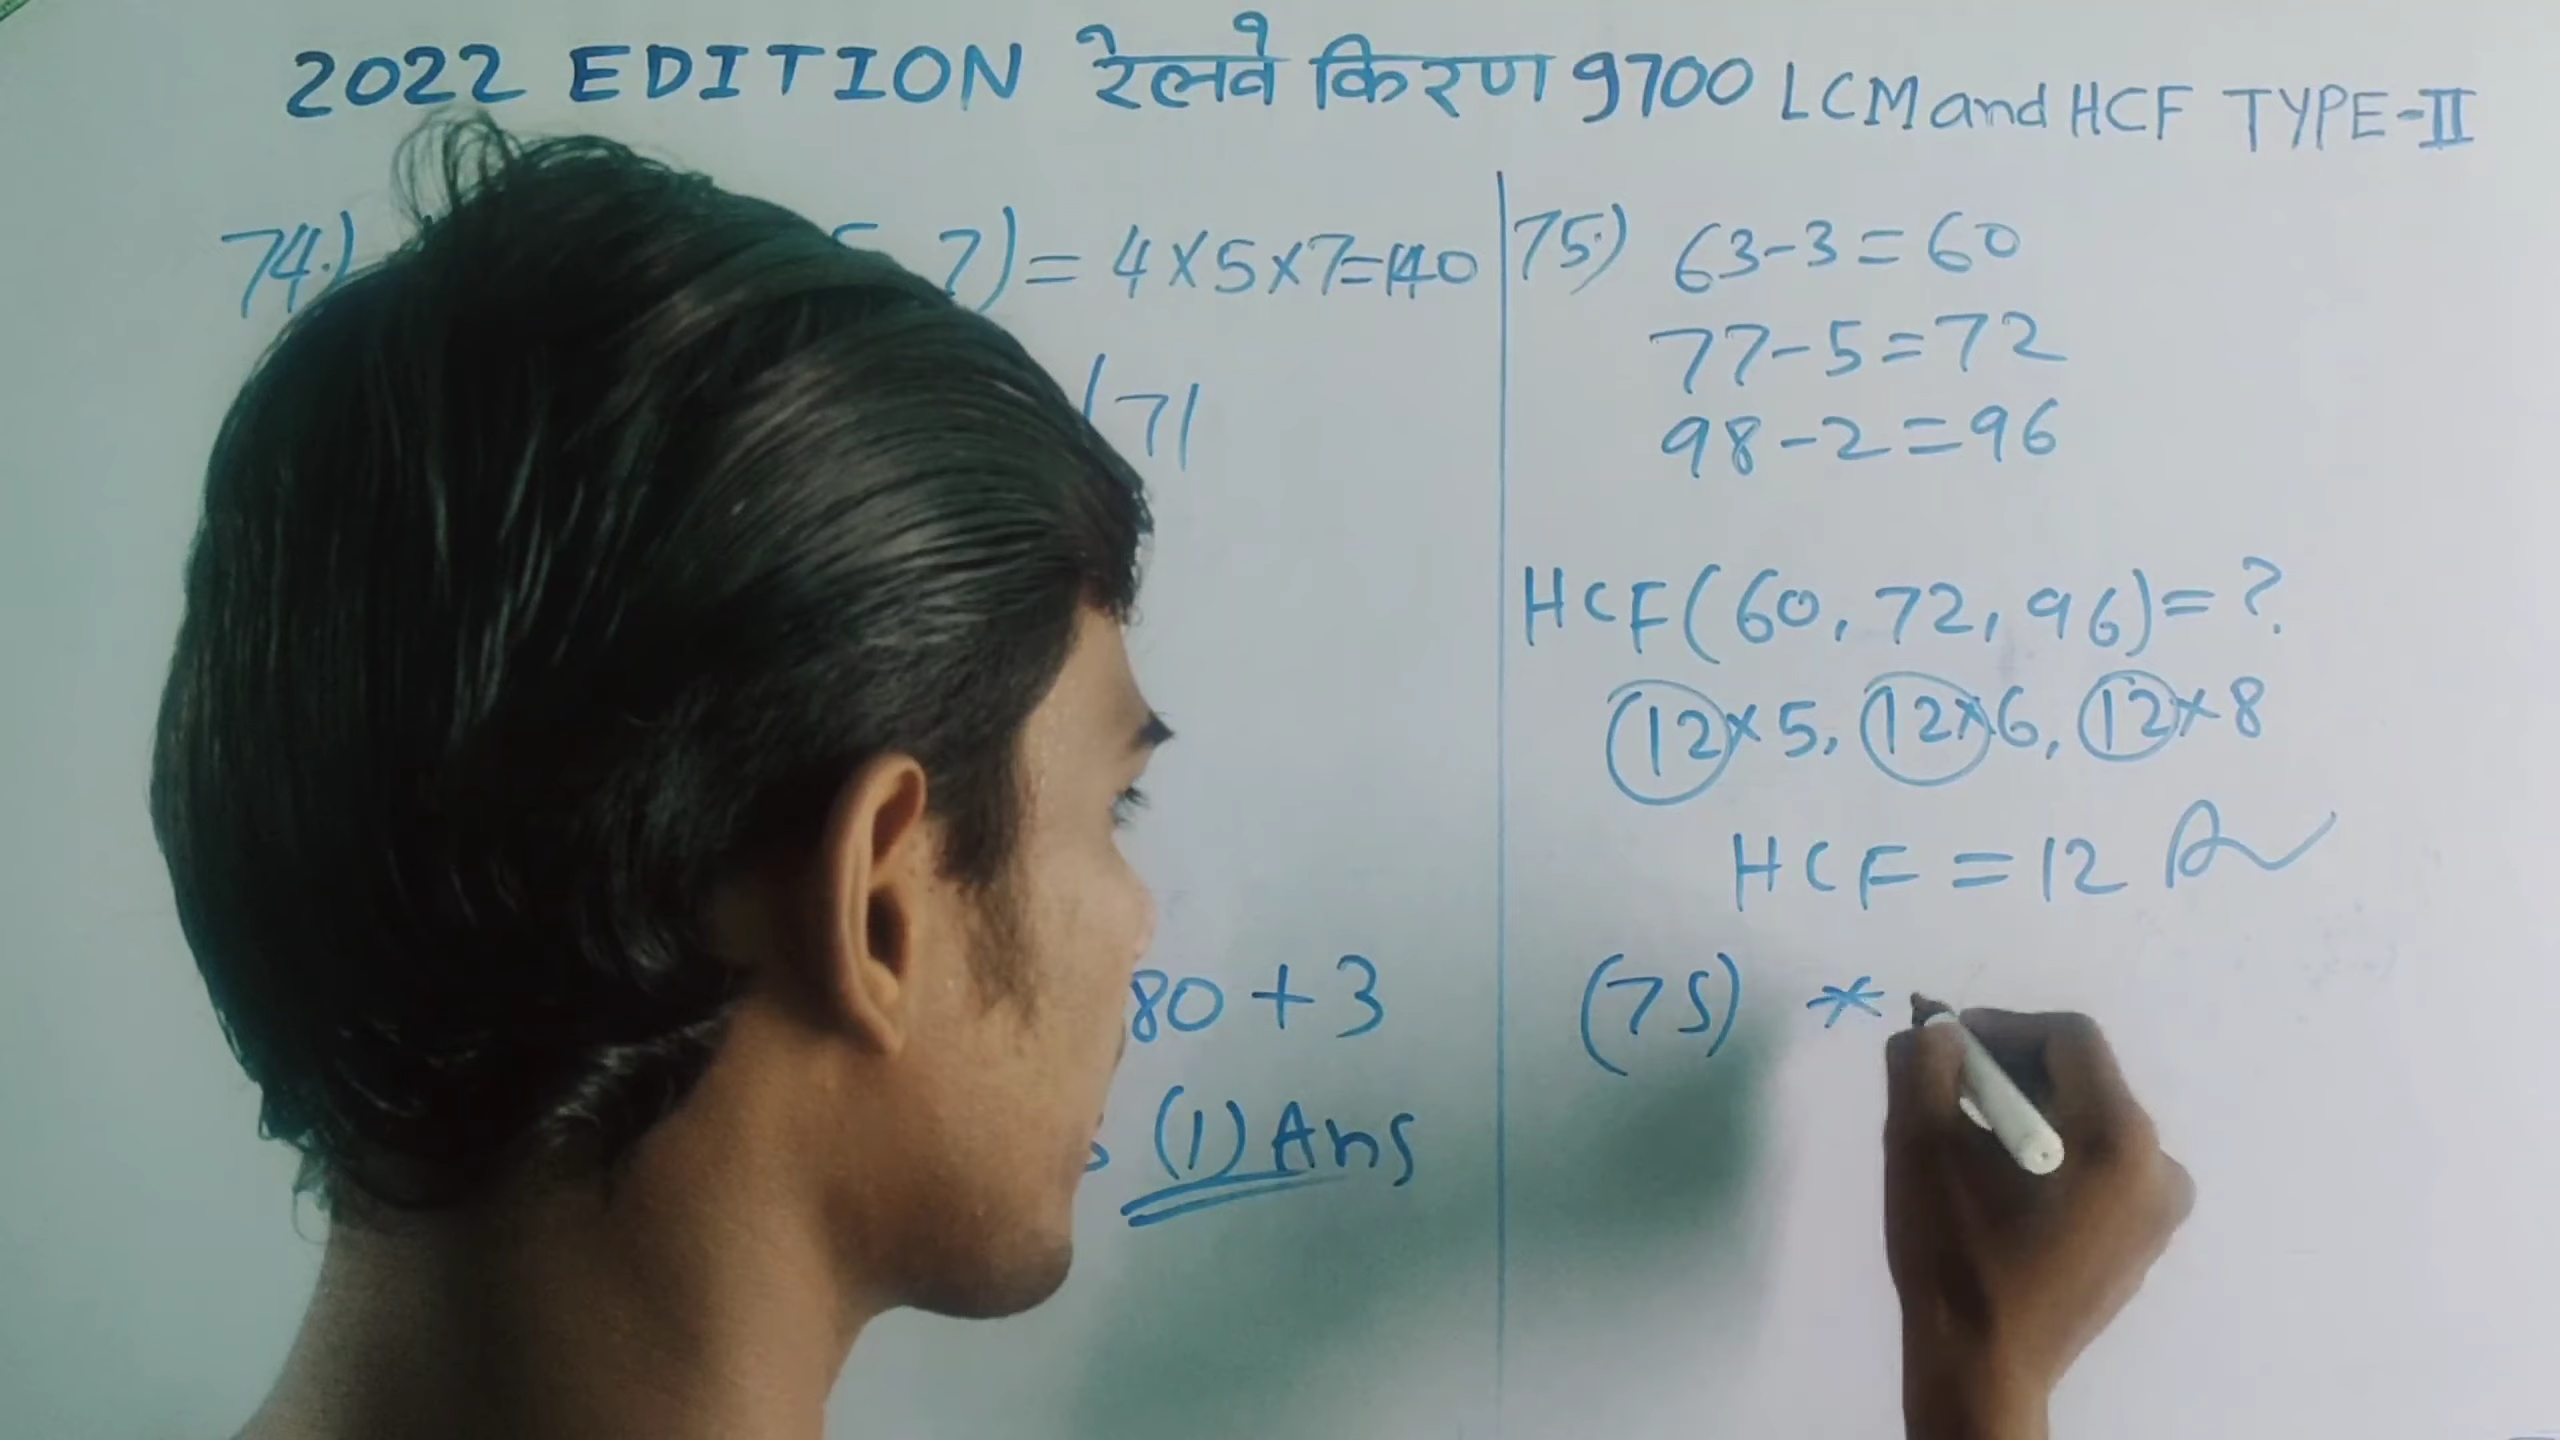 2022 EDITION रेलवे किरण 9700 LCM and HCF TYPE-II
74.) 7) = 4×5×7=140
71
80 + 3
(1) Ans
75.) 63-3=60
77-5=72
98-2=96
HCF(60, 72, 96)=?
12×5, 12×6, 12×8
HCF = 12
(75) *